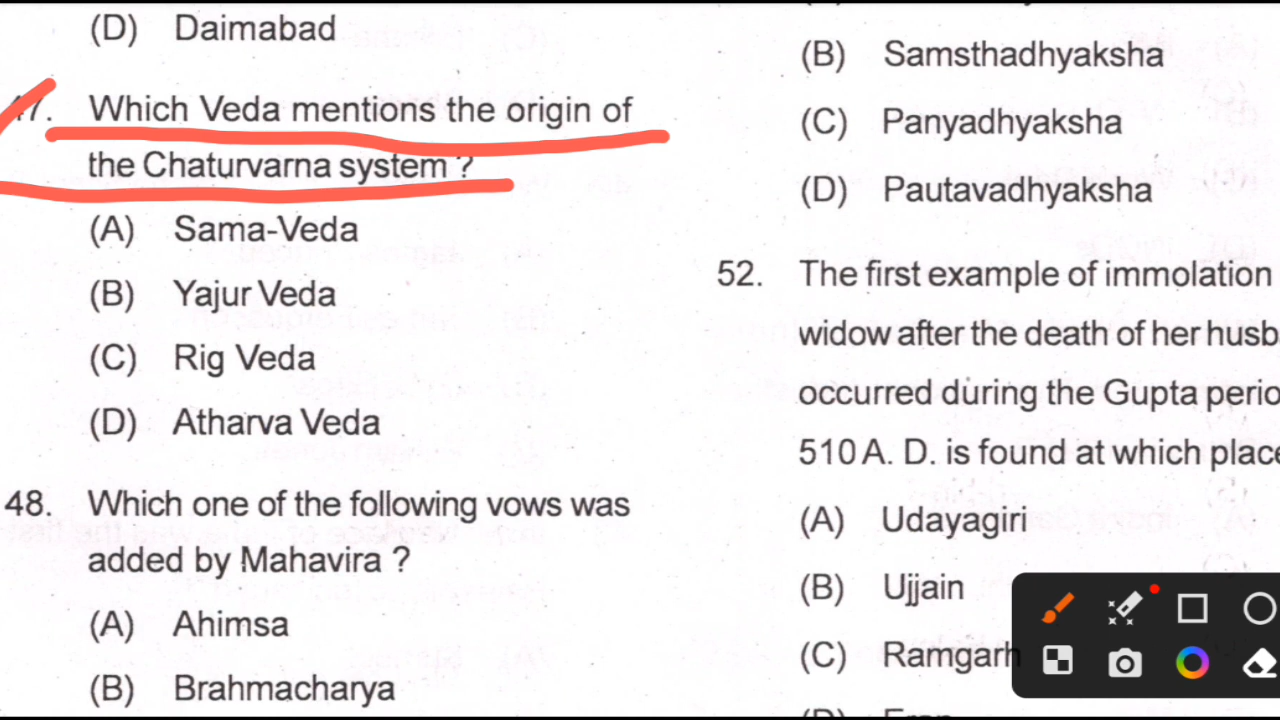 (D) Daimabad
47. Which Veda mentions the origin of
the Chaturvarna system ?
(A) Sama-Veda
(B) Yajur Veda
(C) Rig Veda
(D) Atharva Veda
48. Which one of the following vows was
added by Mahavira ?
(A) Ahimsa
(B) Brahmacharya
(B) Samsthadhyaksha
(C) Panyadhyaksha
(D) Pautavadhyaksha
52. The first example of immolation
widow after the death of her husb
occurred during the Gupta perio
510 A. D. is found at which place
(A) Udayagiri
(B) Ujjain
(C) Ramgarh
(D) Eran